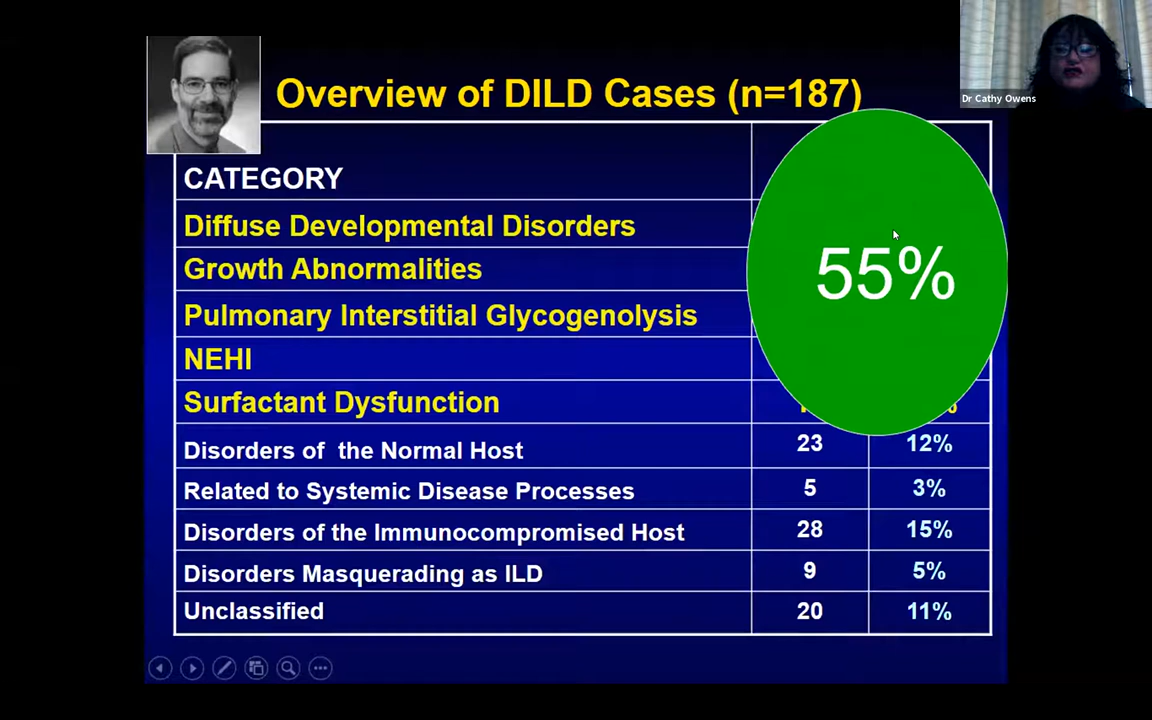 Dr Cathy Owens
Overview of DILD Cases (n=187)
CATEGORY
Diffuse Developmental Disorders
Growth Abnormalities
Pulmonary Interstitial Glycogenolysis
NEHI
Surfactant Dysfunction
55%
Disorders of the Normal Host 23 12%
Related to Systemic Disease Processes 5 3%
Disorders of the Immunocompromised Host 28 15%
Disorders Masquerading as ILD 9 5%
Unclassified 20 11%